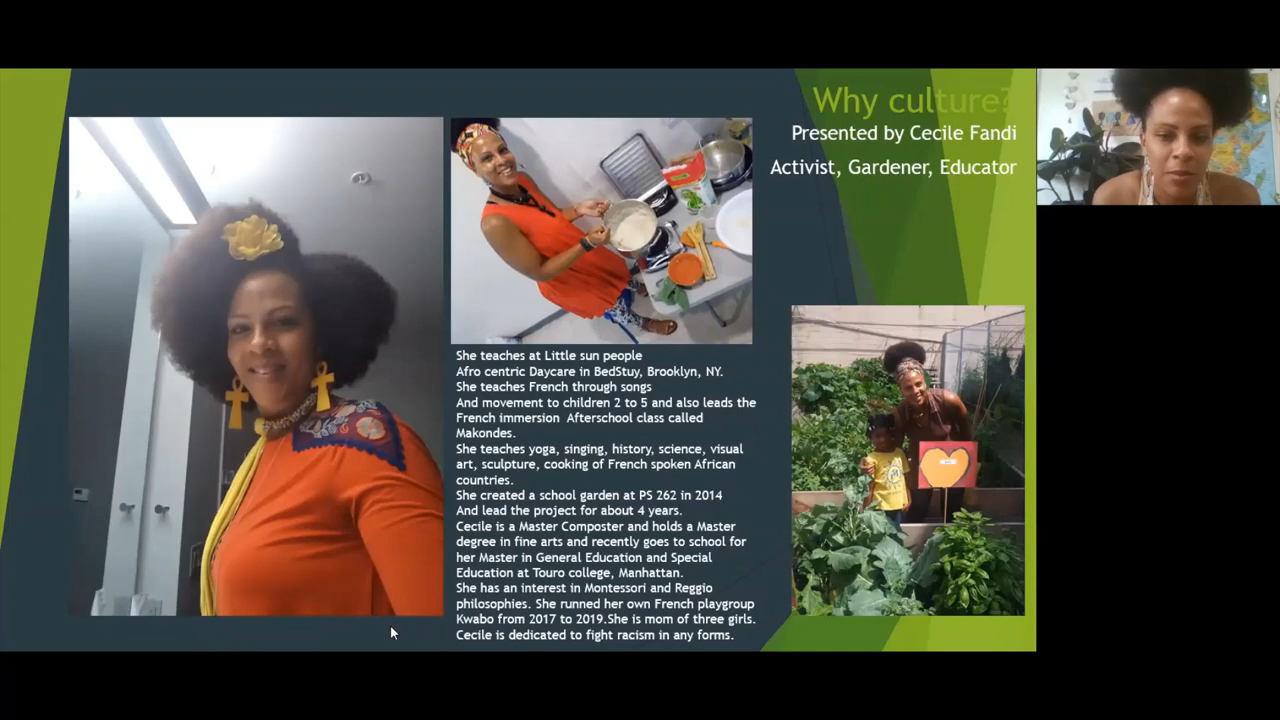 Why culture?
Presented by Cecile Fandi
Activist, Gardener, Educator
She teaches at Little sun people
Afro centric Daycare in BedStuy, Brooklyn, NY.
She teaches French through songs
And movement to children 2 to 5 and also leads the
French immersion Afterschool class called
Makondes.
She teaches yoga, singing, history, science, visual
art, sculpture, cooking of French spoken African
countries.
She created a school garden at PS 262 in 2014
And lead the project for about 4 years.
Cecile is a Master Composter and holds a Master
degree in fine arts and recently goes to school for
her Master in General Education and Special
Education at Touro college, Manhattan.
She has an interest in Montessori and Reggio
philosophies. She runned her own French playgroup
Kwabo from 2017 to 2019.She is mom of three girls.
Cecile is dedicated to fight racism in any forms.